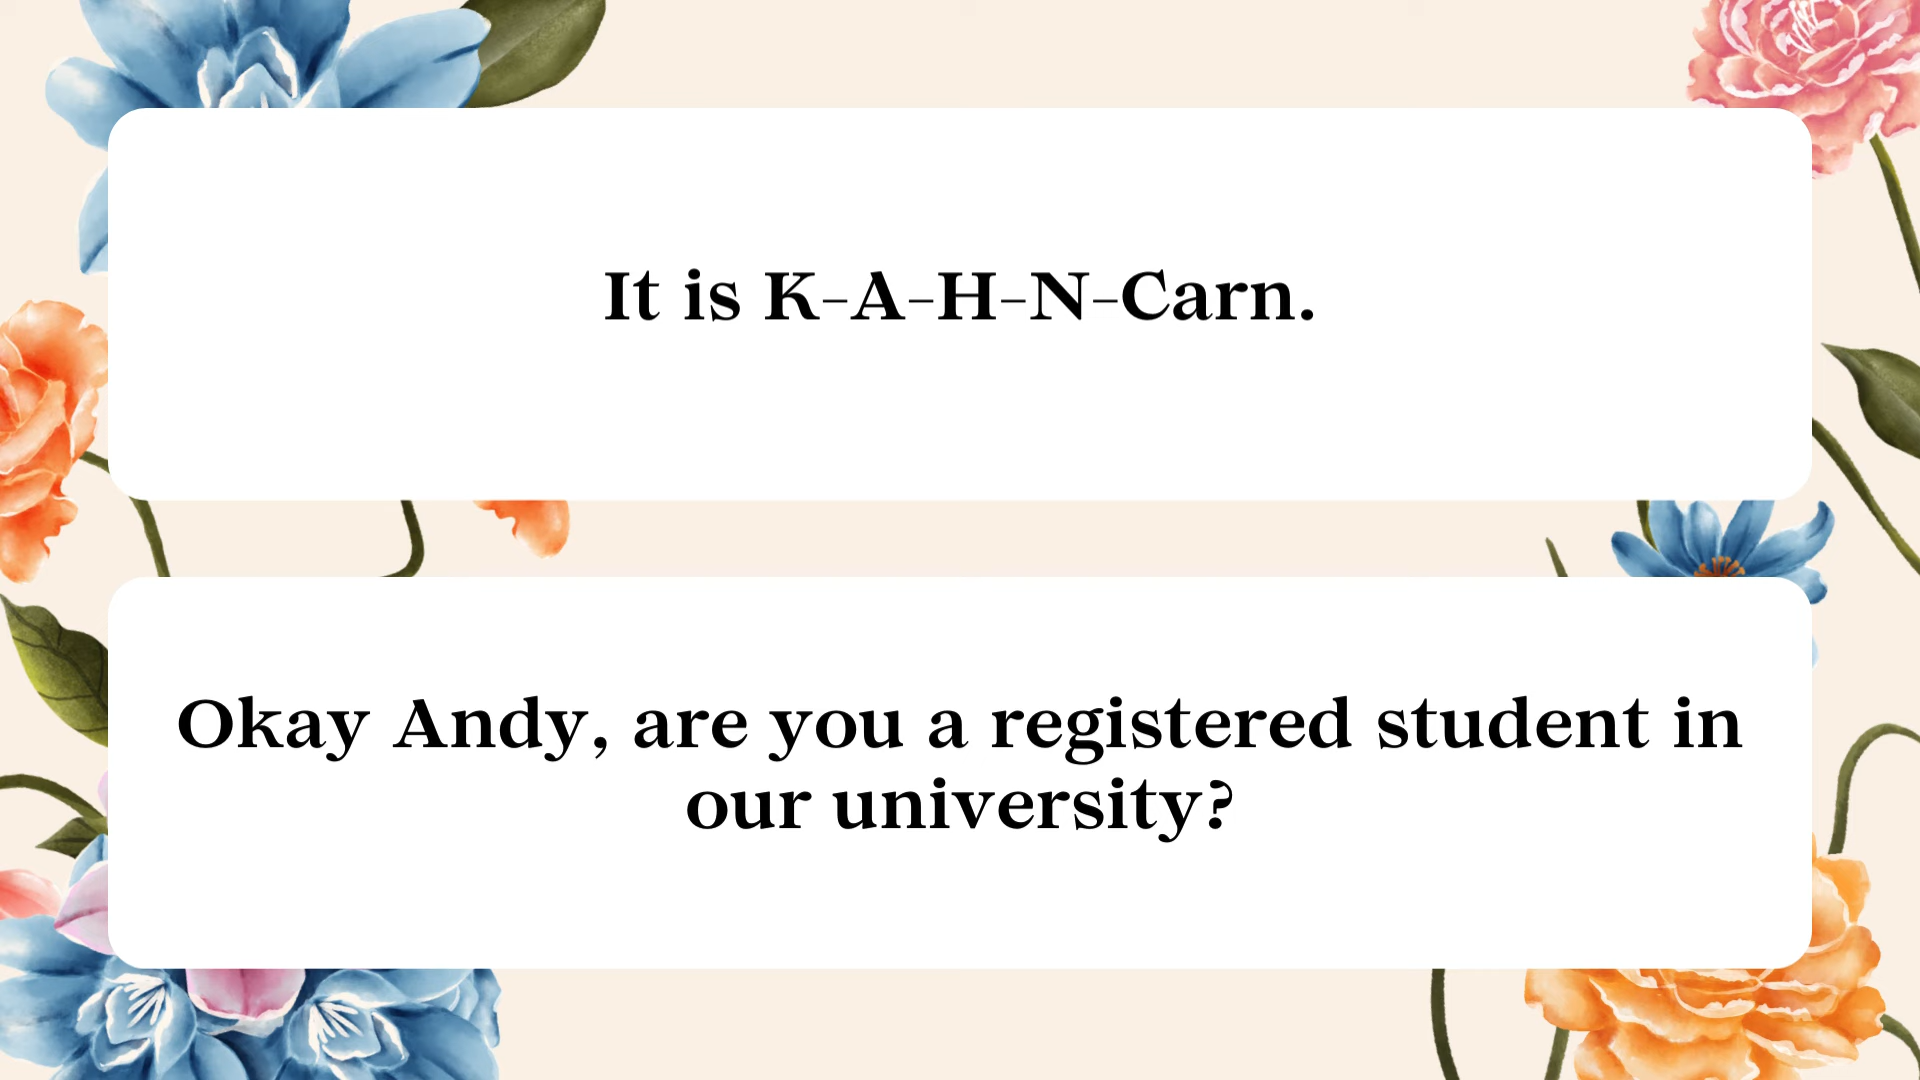 It is K-A-H-N-Carn.
Okay Andy, are you a registered student in
our university?